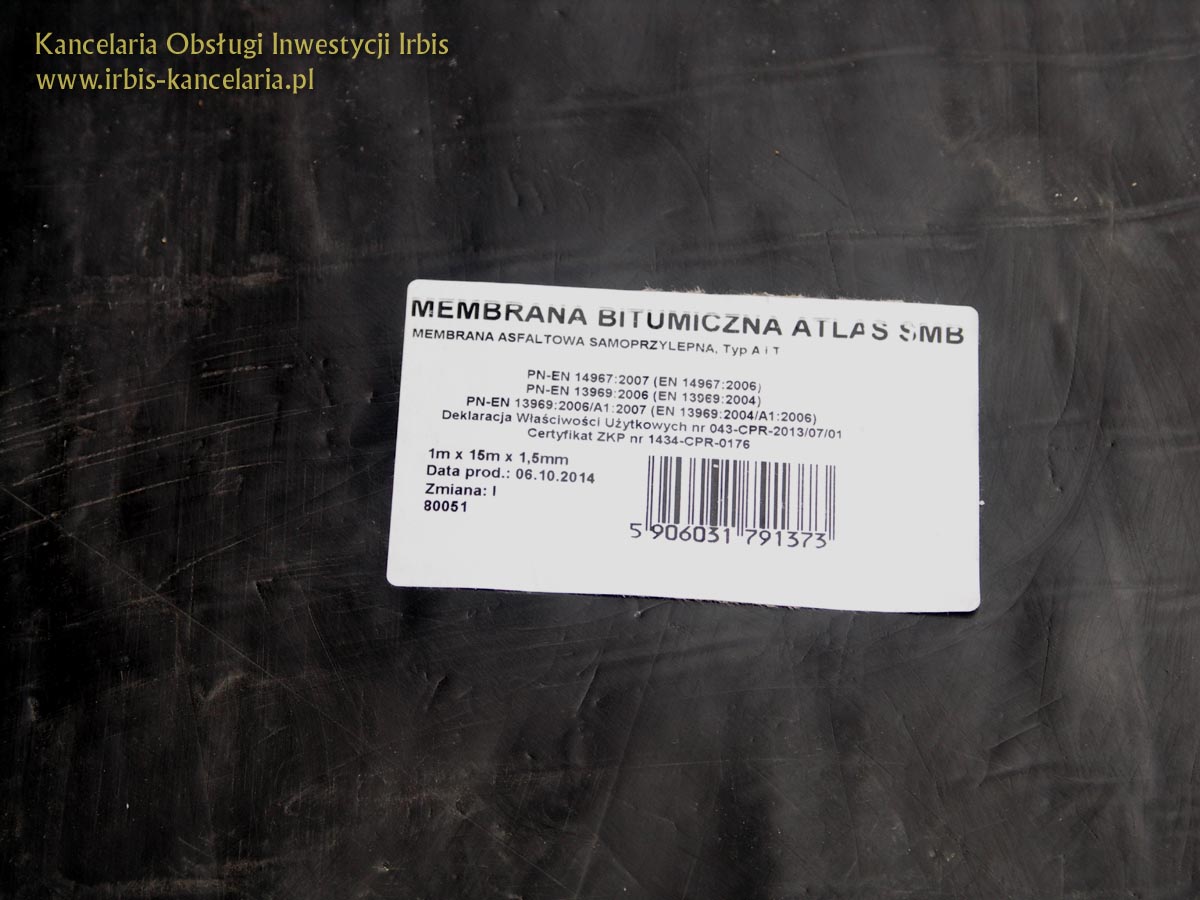 Kancelaria Obsługi Inwestycji Irbis
www.irbis-kancelaria.pl
MEMBRANA BITUMICZNA ATLAS SMB
MEMBRANA ASFALTOWA SAMOPRZYLEPNA, Typ A i T
PN-EN 14967:2007 (EN 14967:2006)
PN-EN 13969:2006 (EN 13969:2004)
PN-EN 13969:2006/A1:2007 (EN 13969:2004/A1:2006)
Deklaracja Właściwości Użytkowych nr 043-CPR-2013/07/01
Certyfikat ZKP nr 1434-CPR-0176
1m x 15m x 1,5mm
Data prod.: 06.10.2014
Zmiana: I
80051
5 906031 791373